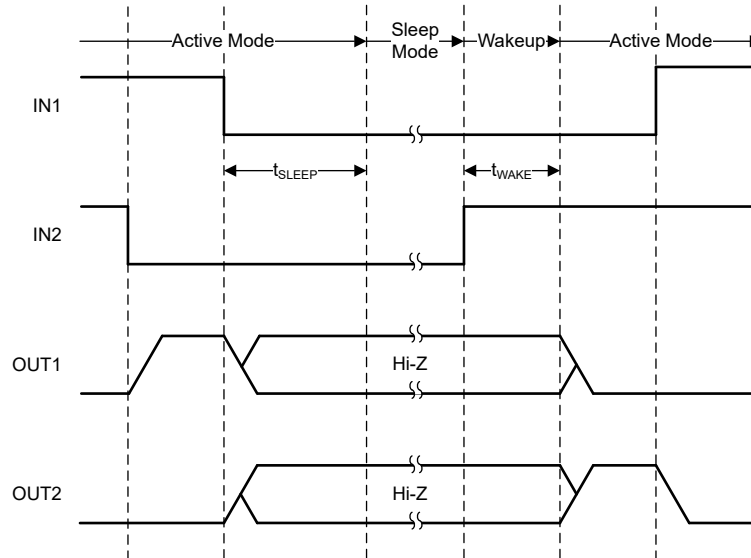 Active Mode
Sleep
Mode
Wakeup
Active Mode
IN1
tSLEEP
tWAKE
IN2
OUT1
Hi-Z
OUT2
Hi-Z